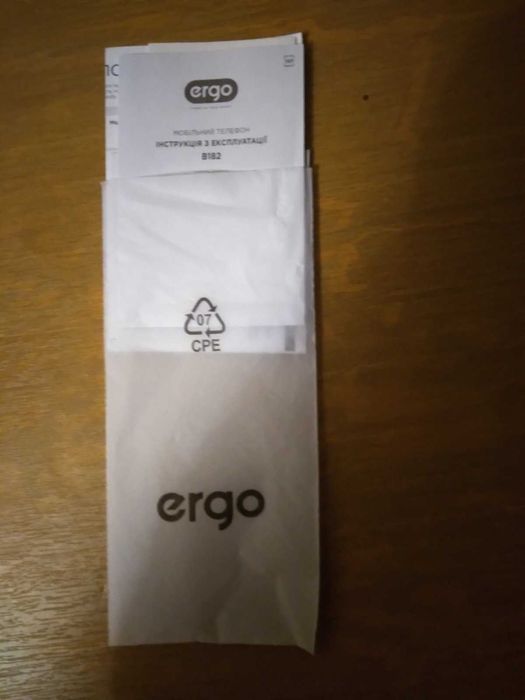 ergo
МОБІЛЬНИЙ ТЕЛЕФОН
ІНСТРУКЦІЯ З ЕКСПЛУАТАЦІЇ
B182
07
CPE
ergo